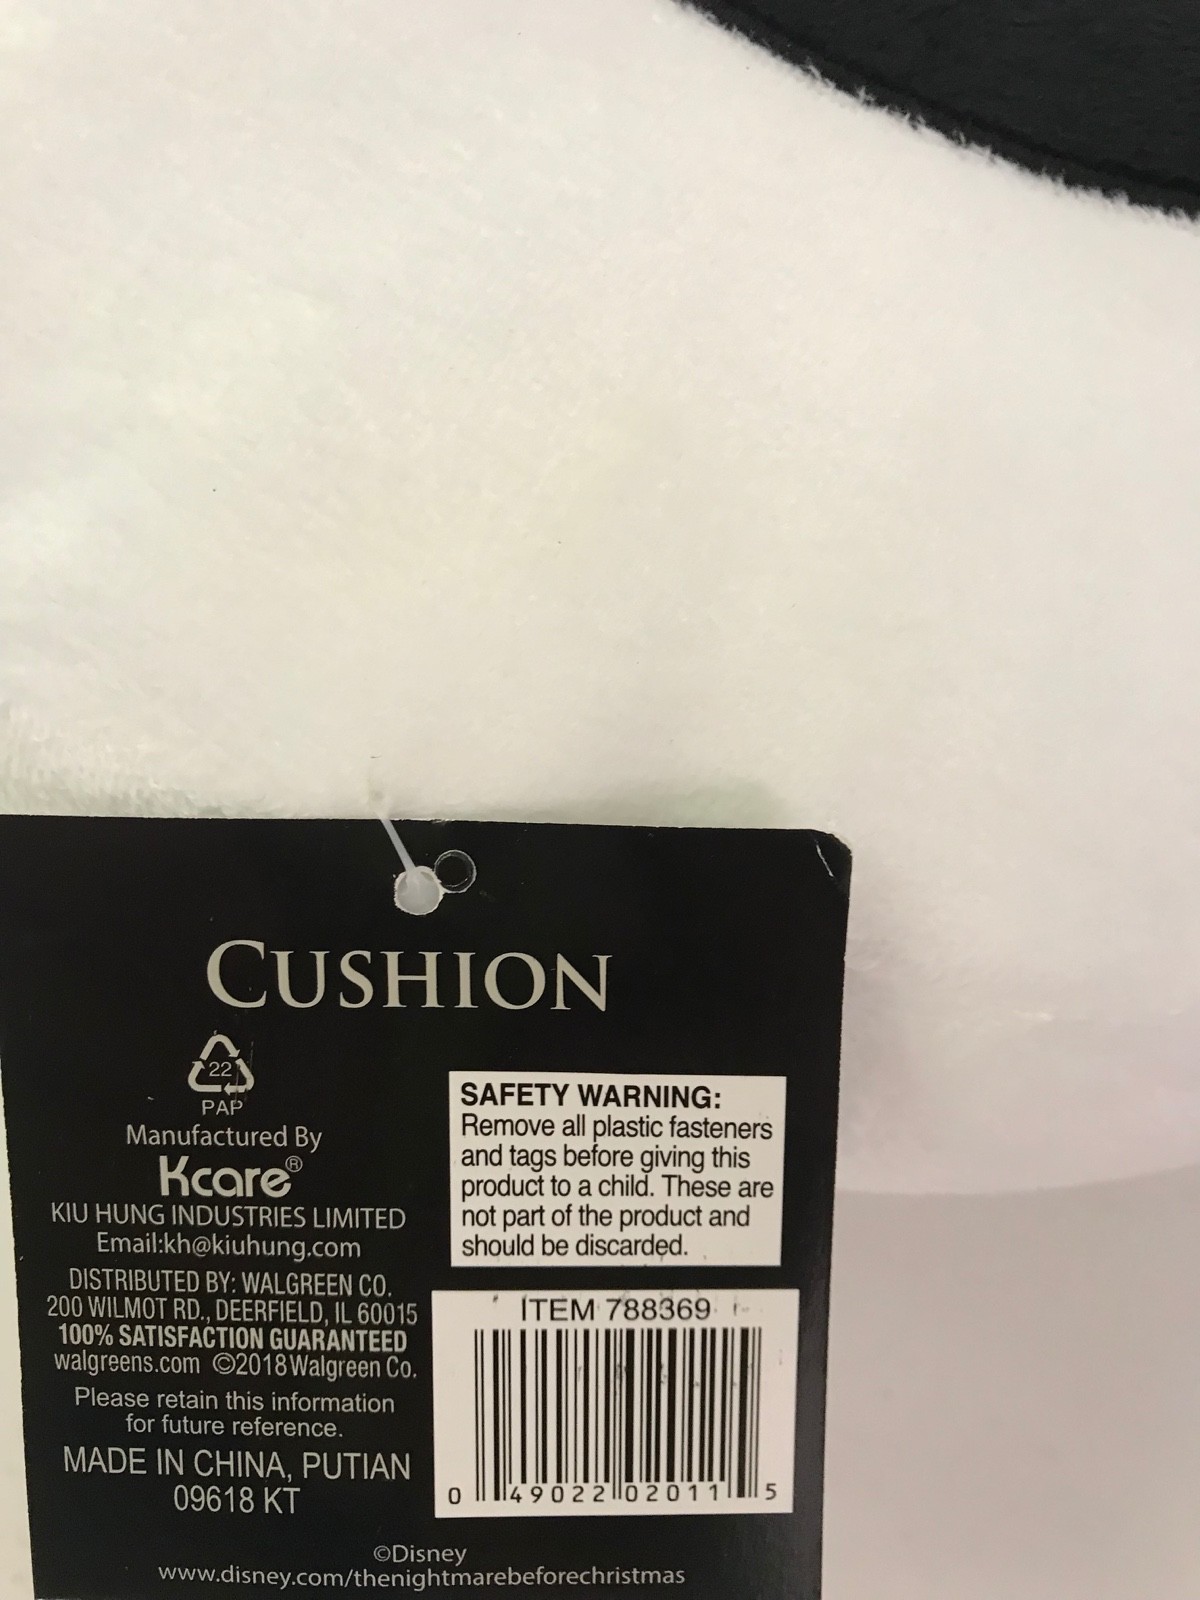 CUSHION
22
PAP
Manufactured By
Kcare®
KIU HUNG INDUSTRIES LIMITED
Email:kh@kiuhung.com
DISTRIBUTED BY: WALGREEN CO.
200 WILMOT RD., DEERFIELD, IL 60015
100% SATISFACTION GUARANTEED
walgreens.com ©2018 Walgreen Co.
Please retain this information
for future reference.
MADE IN CHINA, PUTIAN
09618 KT
SAFETY WARNING:
Remove all plastic fasteners
and tags before giving this
product to a child. These are
not part of the product and
should be discarded.
ITEM 788369
0 49022 02011 5
©Disney
www.disney.com/thenightmarebeforechristmas